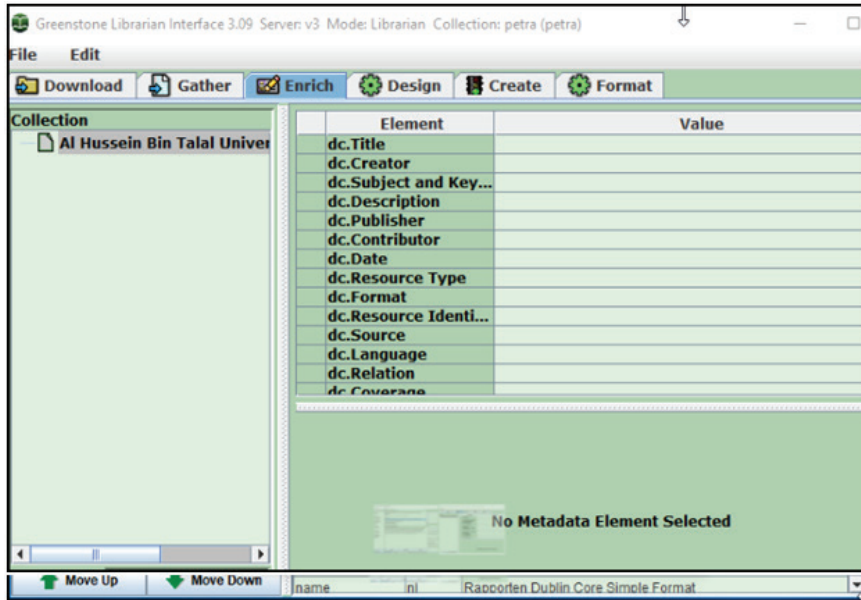 Greenstone Librarian Interface 3.09 Server: v3 Mode: Librarian Collection: petra (petra)
File Edit
Download Gather Enrich Design Create Format
Collection
Al Hussein Bin Talal Univer
Element Value
dc.Title
dc.Creator
dc.Subject and Key...
dc.Description
dc.Publisher
dc.Contributor
dc.Date
dc.Resource Type
dc.Format
dc.Resource Identi...
dc.Source
dc.Language
dc.Relation
dc.Coverage
No Metadata Element Selected
Move Up Move Down name nl Rapporten Dublin Core Simple Format